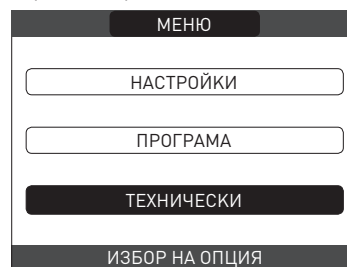 МЕНЮ
НАСТРОЙКИ
ПРОГРАМА
ТЕХНИЧЕСКИ
ИЗБОР НА ОПЦИЯ